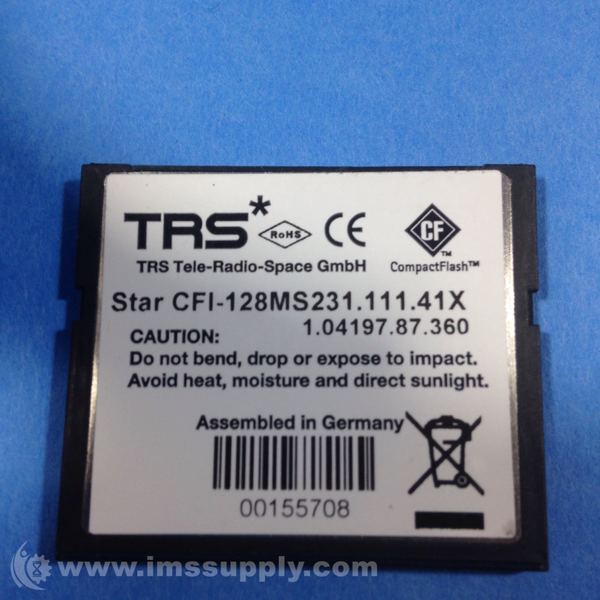 TRS* RoHS CE CF™
TRS Tele-Radio-Space GmbH CompactFlash™
Star CFI-128MS231.111.41X
1.04197.87.360
CAUTION:
Do not bend, drop or expose to impact.
Avoid heat, moisture and direct sunlight.
Assembled in Germany
00155708
www.imssupply.com